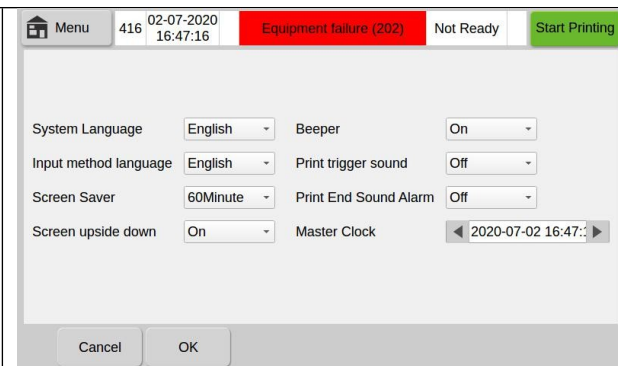 Menu 416 02-07-2020 16:47:16 Equipment failure (202) Not Ready Start Printing
System Language English Beeper On
Input method language English Print trigger sound Off
Screen Saver 60Minute Print End Sound Alarm Off
Screen upside down On Master Clock 2020-07-02 16:47:
Cancel OK